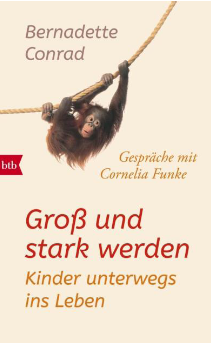 Bernadette
Conrad
Gespräche mit
Cornelia Funke
btb
Groß und
stark werden
Kinder unterwegs
ins Leben